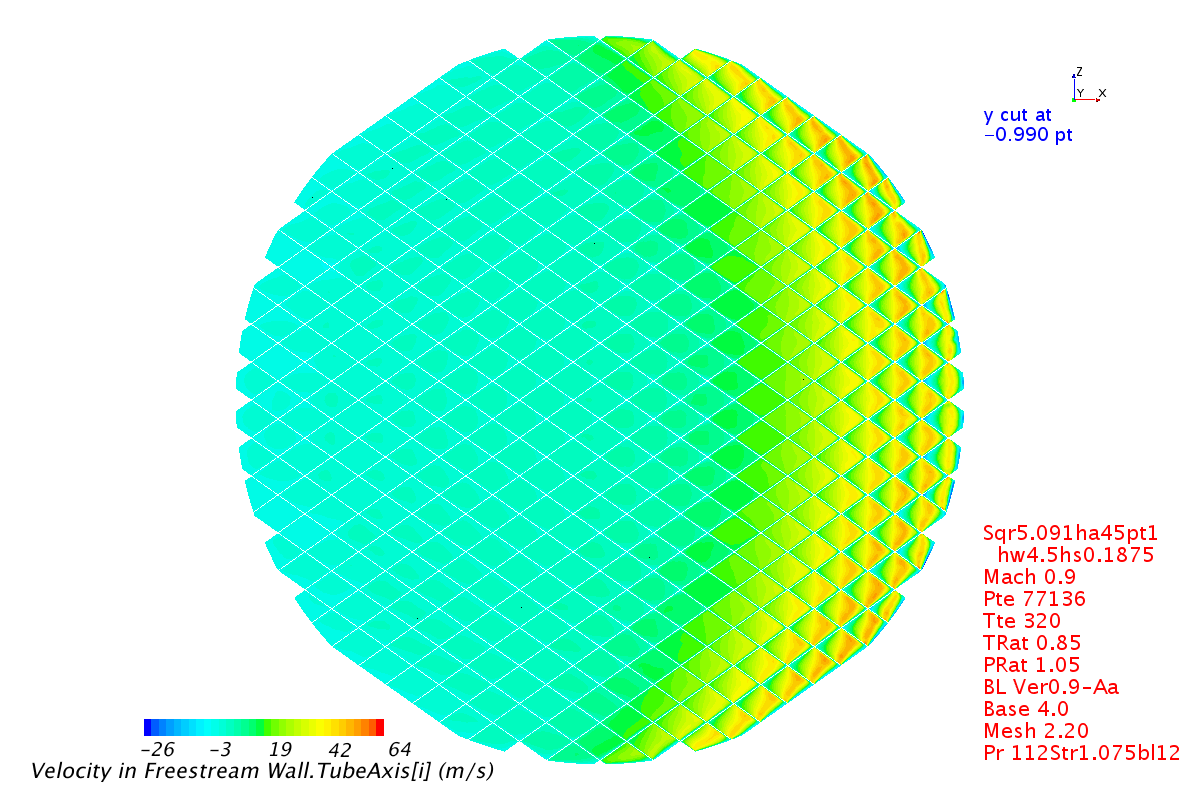 Z
Y X
y cut at
−0.990 pt
Sqr5.091ha45pt1
hw4.5hs0.1875
Mach 0.9
Pte 77136
Tte 320
TRat 0.85
PRat 1.05
BL Ver0.9−Aa
Base 4.0
Mesh 2.20
Pr 112Str1.075bl12
−26 −3 19 42 64
Velocity in Freestream Wall.TubeAxis[i] (m/s)